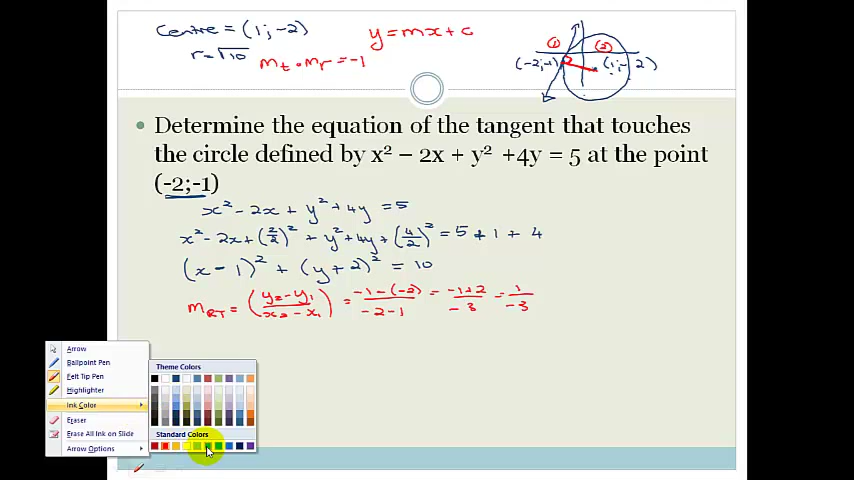 Centre = (1;-2)
r = √10
m_t . m_r = -1
y = mx + c
(1) (2)
(-2;-1) (1;-2)
Determine the equation of the tangent that touches
the circle defined by x² – 2x + y² +4y = 5 at the point
(-2;-1)
x² - 2x + y² + 4y = 5
x² - 2x + (2/2)² + y² + 4y + (4/2)² = 5 + 1 + 4
(x - 1)² + (y + 2)² = 10
m_RT = (y₂ - y₁ / x₂ - x₁) = -1 - (-2) / -2 - 1 = -1+2 / -3 = 1 / -3
Arrow
Ballpoint Pen
Felt Tip Pen
Highlighter
Ink Color
Eraser
Erase All Ink on Slide
Arrow Options
Theme Colors
Standard Colors